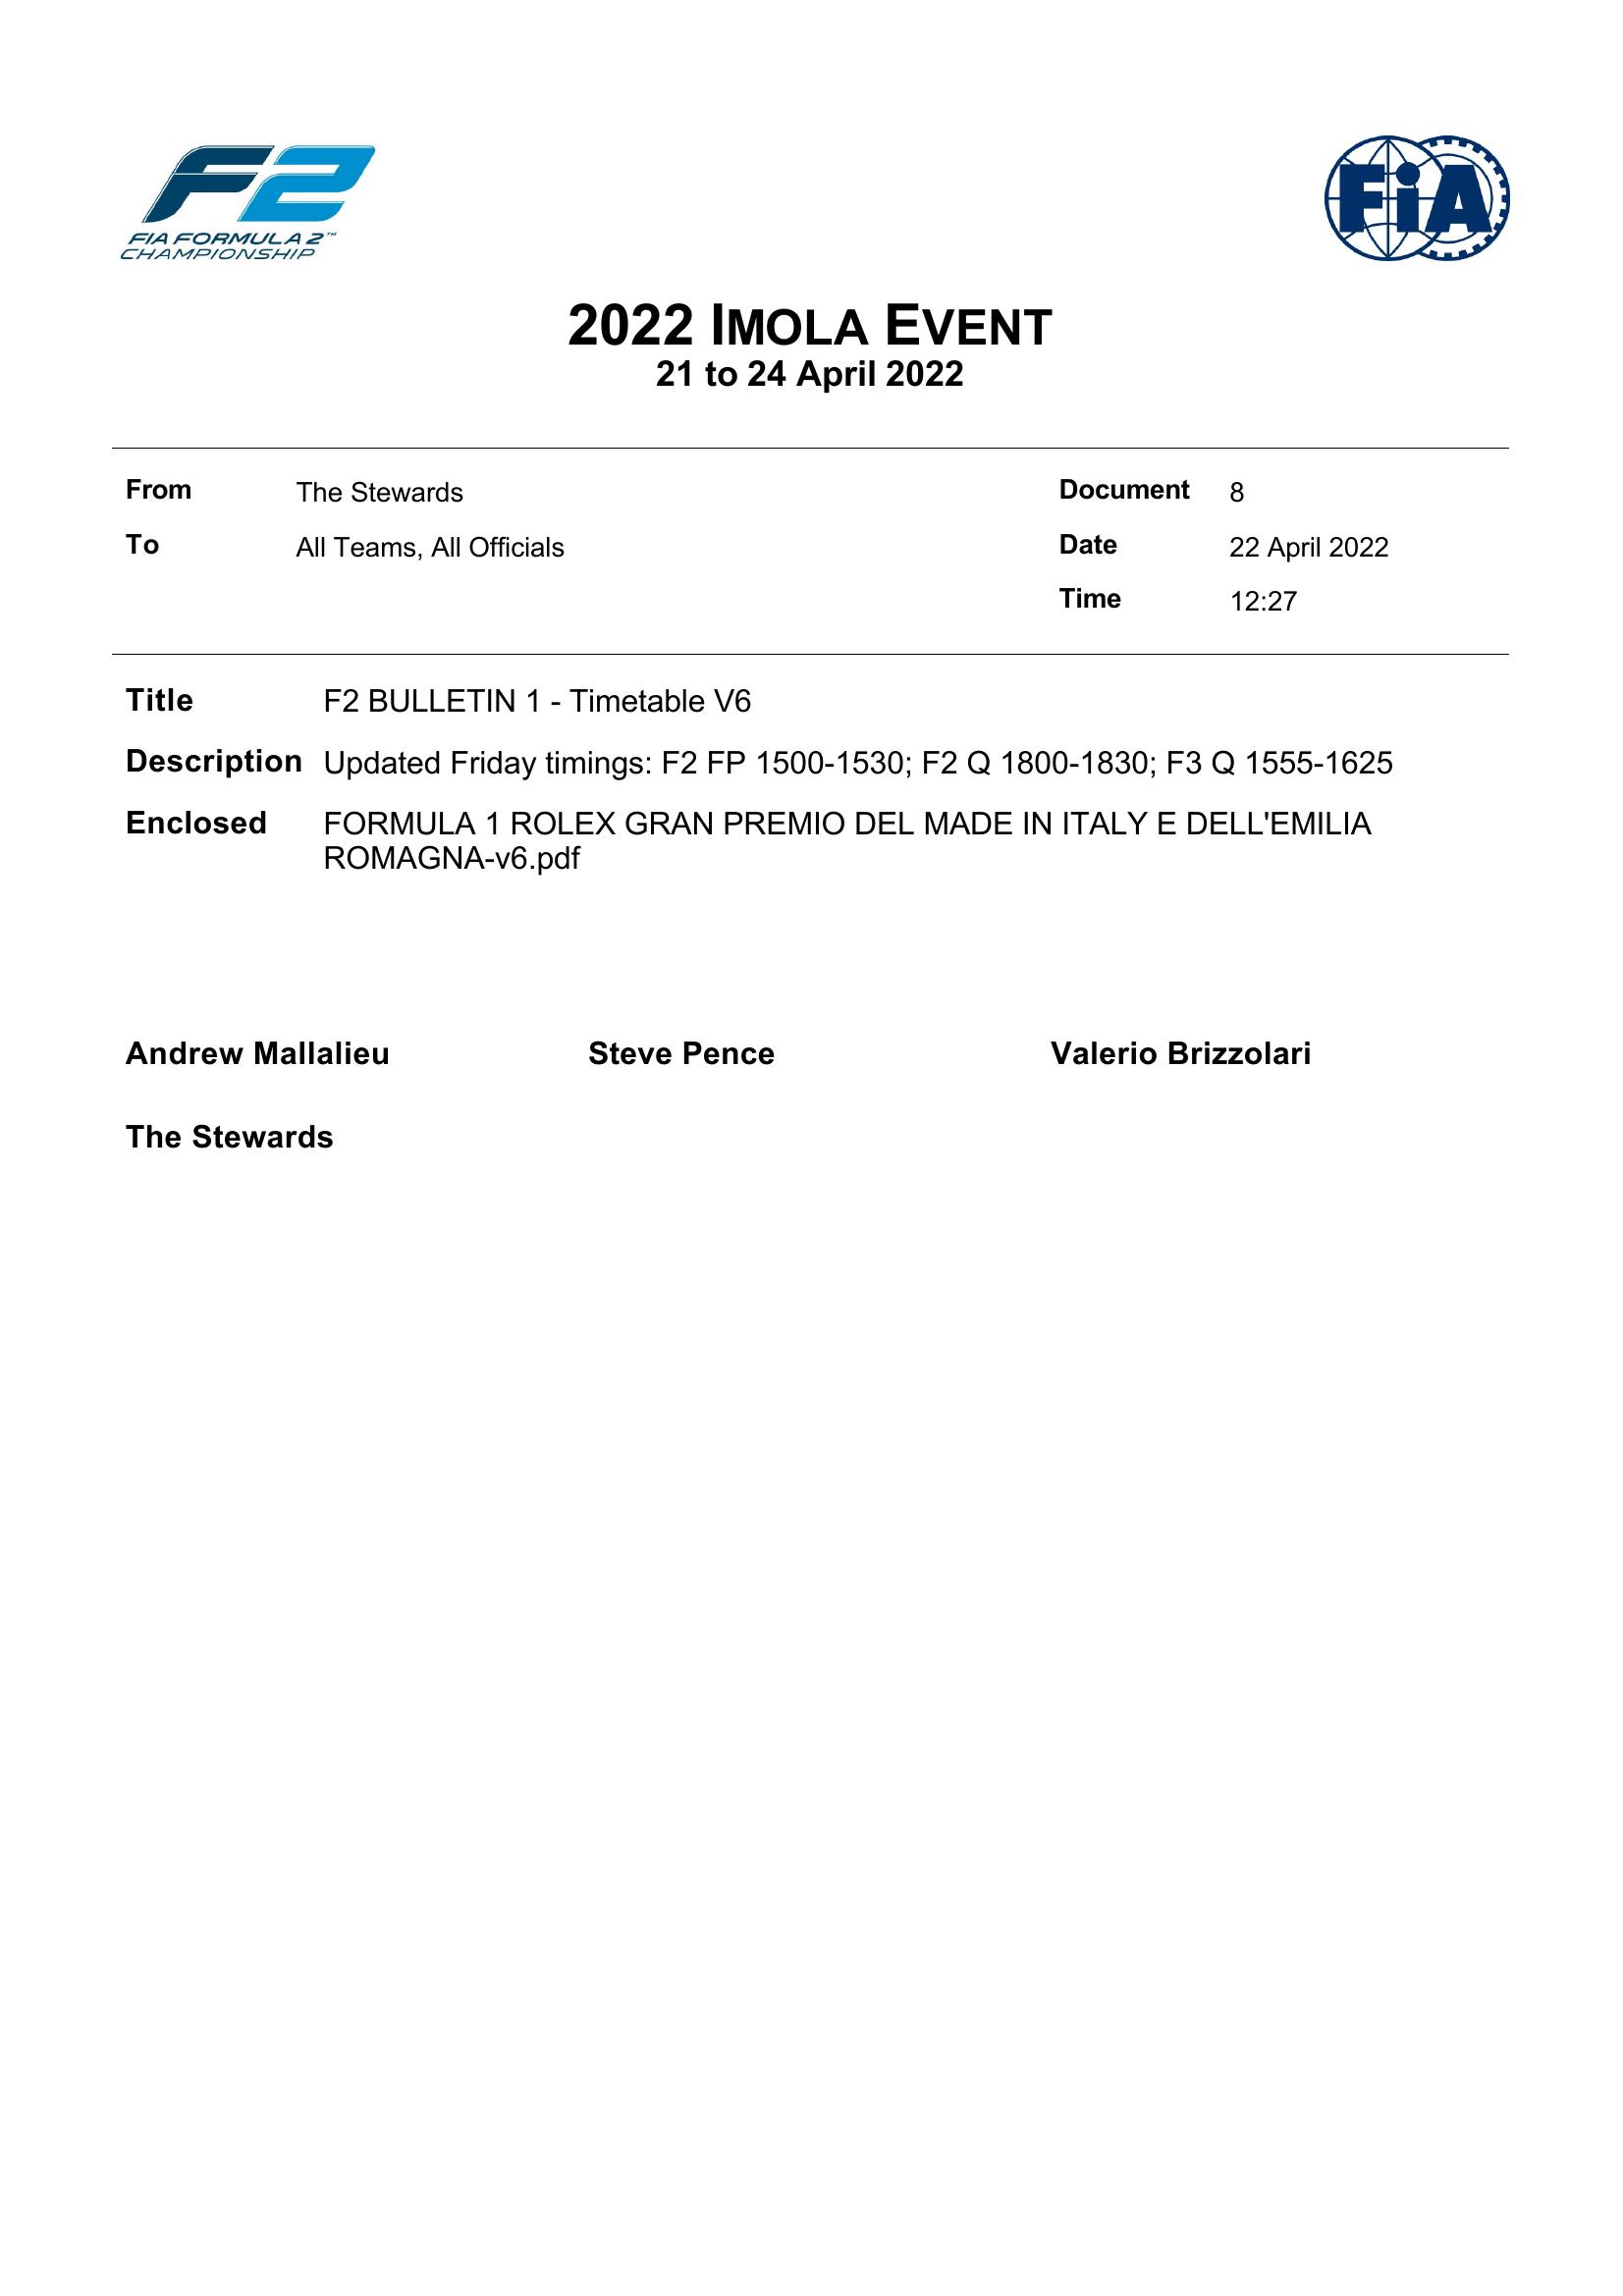 F2
FIA FORMULA 2™
CHAMPIONSHIP
FiA
2022 IMOLA EVENT
21 to 24 April 2022
From The Stewards Document 8
To All Teams, All Officials Date 22 April 2022
Time 12:27
Title F2 BULLETIN 1 - Timetable V6
Description Updated Friday timings: F2 FP 1500-1530; F2 Q 1800-1830; F3 Q 1555-1625
Enclosed FORMULA 1 ROLEX GRAN PREMIO DEL MADE IN ITALY E DELL'EMILIA
ROMAGNA-v6.pdf
Andrew Mallalieu Steve Pence Valerio Brizzolari
The Stewards